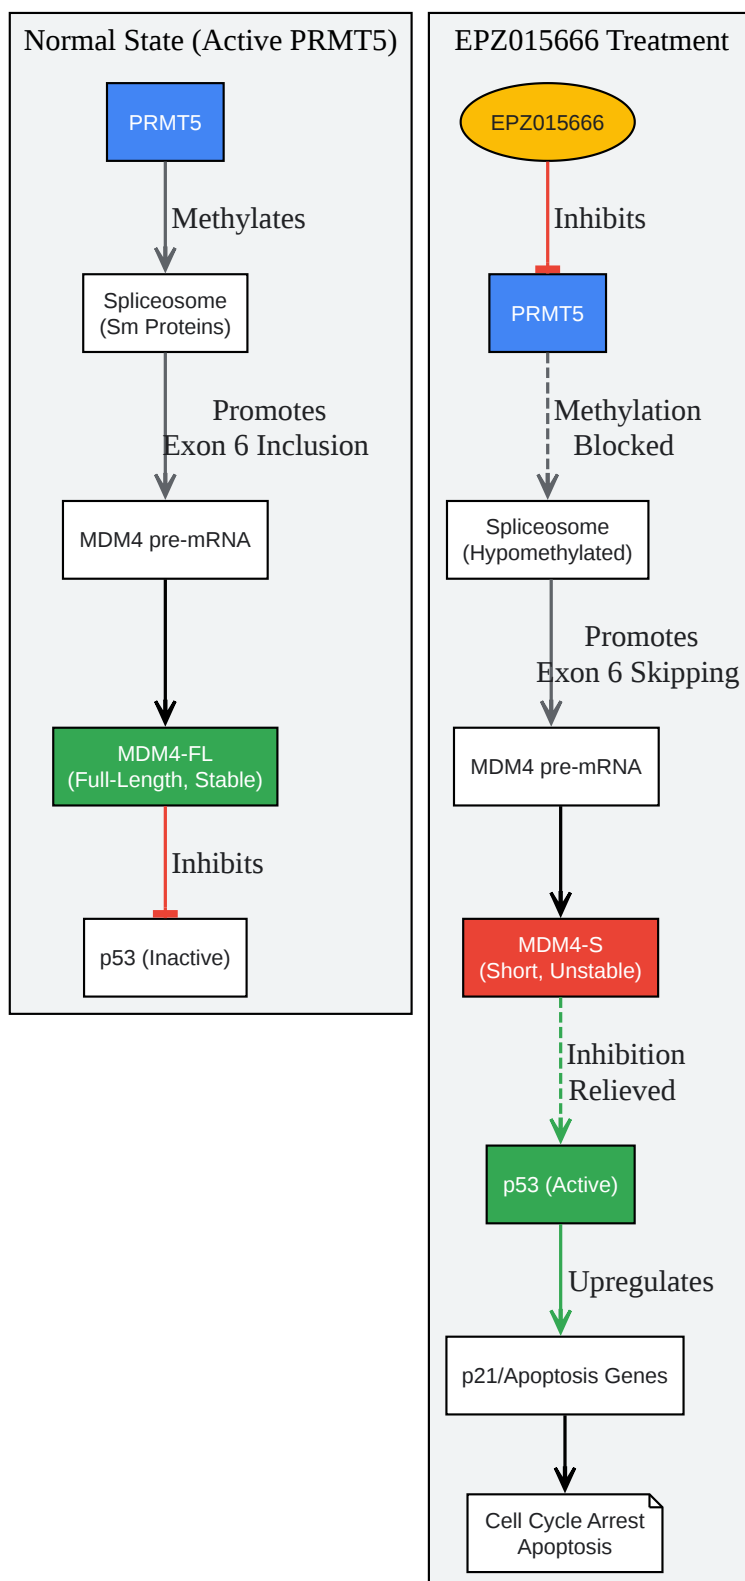 Normal State (Active PRMT5)
PRMT5
Methylates
Spliceosome
(Sm Proteins)
Promotes
Exon 6 Inclusion
MDM4 pre-mRNA
MDM4-FL
(Full-Length, Stable)
Inhibits
p53 (Inactive)
EPZ015666 Treatment
EPZ015666
Inhibits
PRMT5
Methylation
Blocked
Spliceosome
(Hypomethylated)
Promotes
Exon 6 Skipping
MDM4 pre-mRNA
MDM4-S
(Short, Unstable)
Inhibition
Relieved
p53 (Active)
Upregulates
p21/Apoptosis Genes
Cell Cycle Arrest
Apoptosis